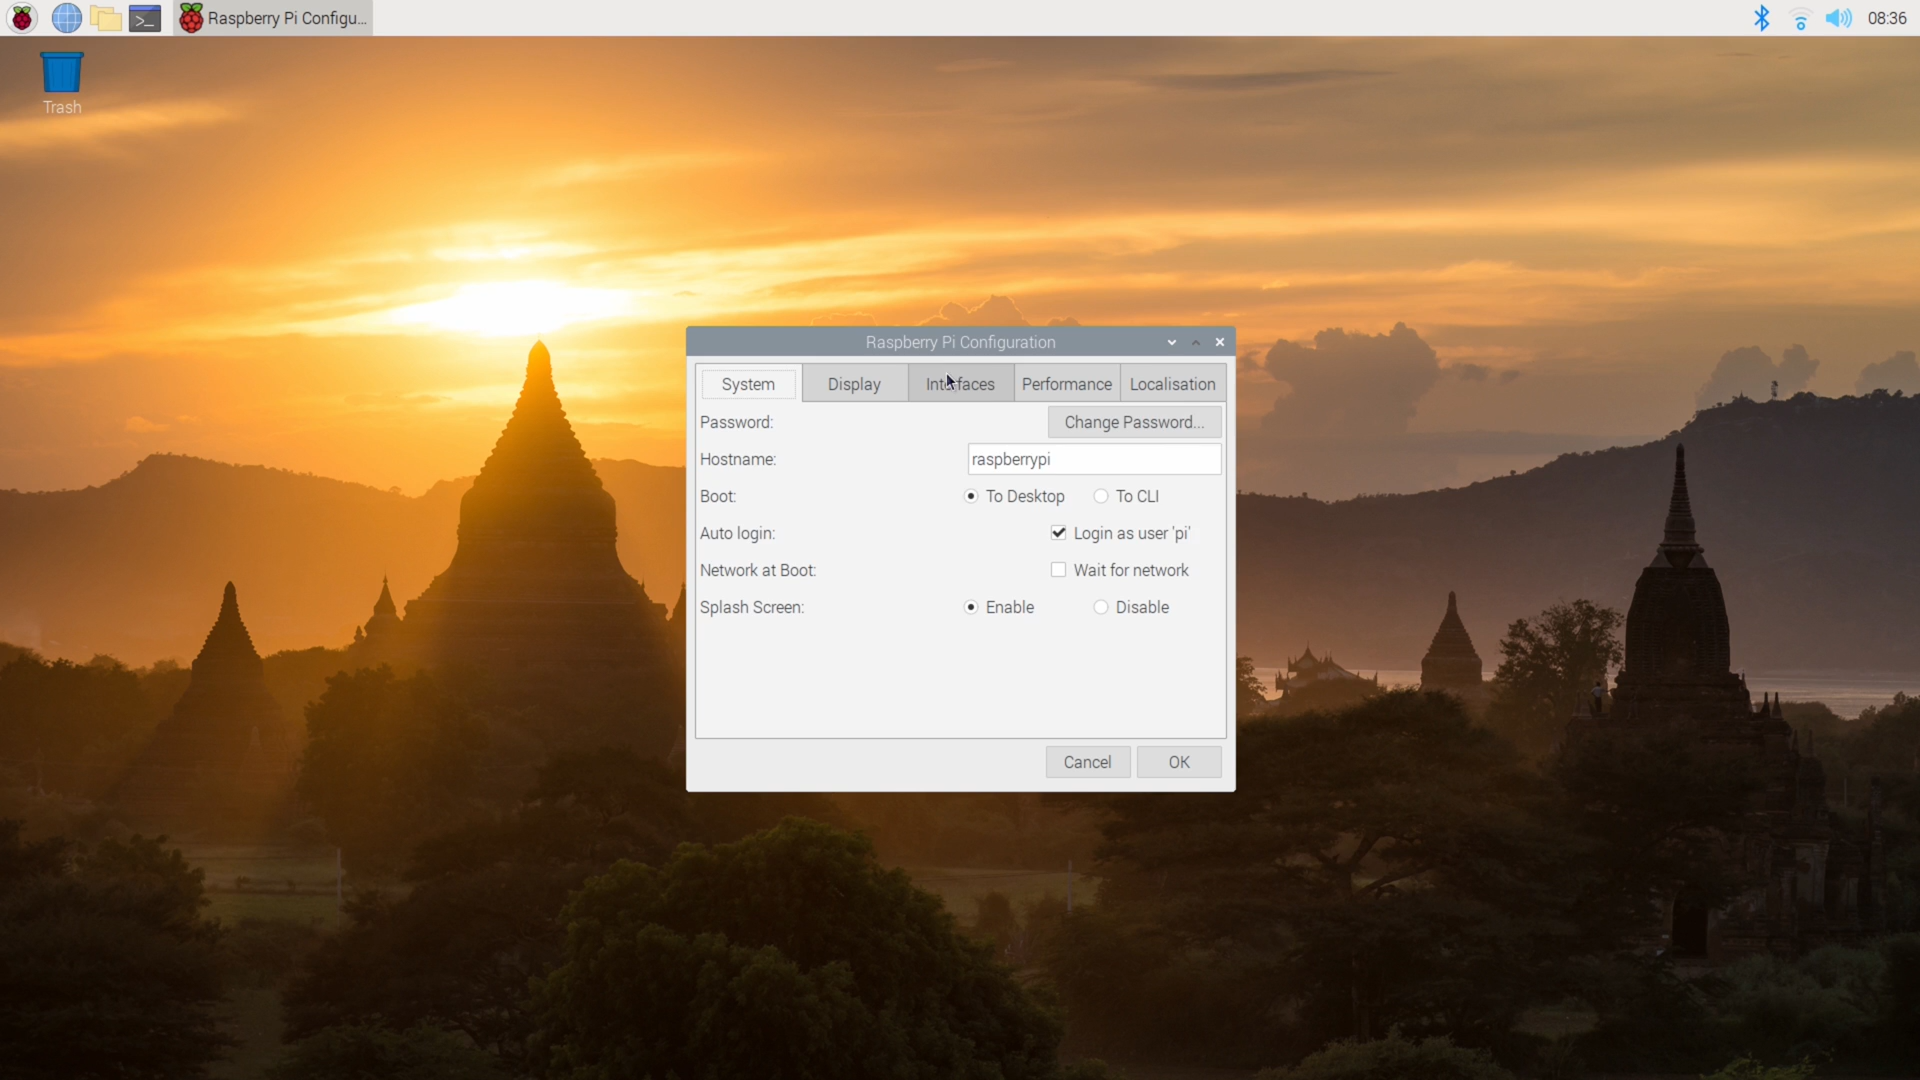 Raspberry Pi Configu... 08:36
Trash
Raspberry Pi Configuration
System Display Interfaces Performance Localisation
Password: Change Password...
Hostname: raspberrypi
Boot: To Desktop To CLI
Auto login: Login as user 'pi'
Network at Boot: Wait for network
Splash Screen: Enable Disable
Cancel OK